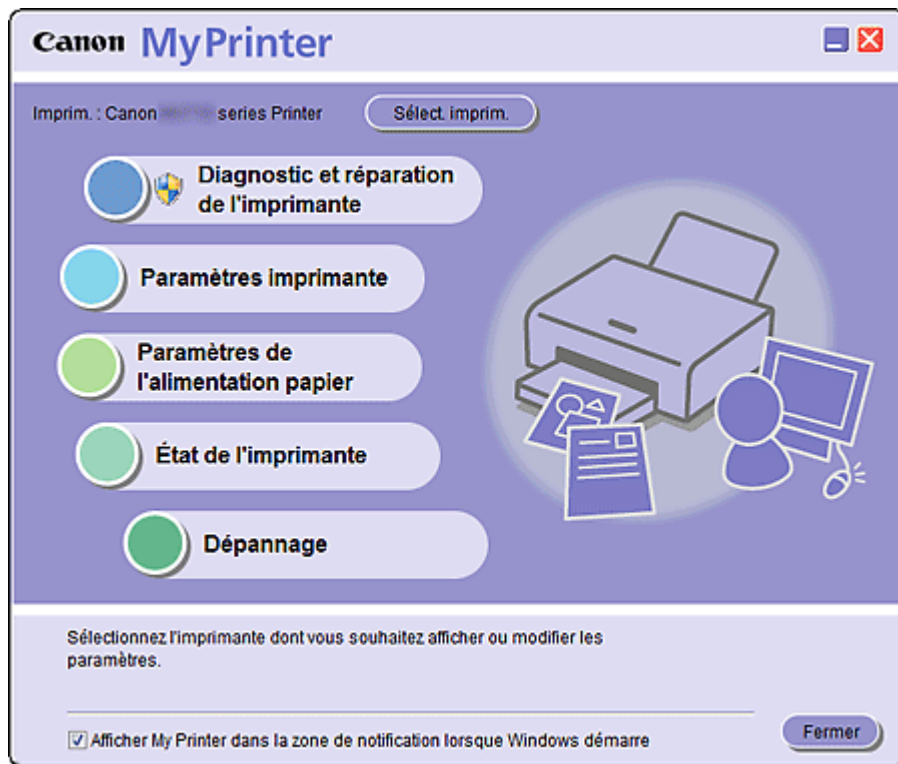 Canon MyPrinter
Imprim. : Canon series Printer
Sélect. imprim.
Diagnostic et réparation
de l'imprimante
Paramètres imprimante
Paramètres de
l'alimentation papier
État de l'imprimante
Dépannage
Sélectionnez l'imprimante dont vous souhaitez afficher ou modifier les
paramètres.
Afficher My Printer dans la zone de notification lorsque Windows démarre
Fermer